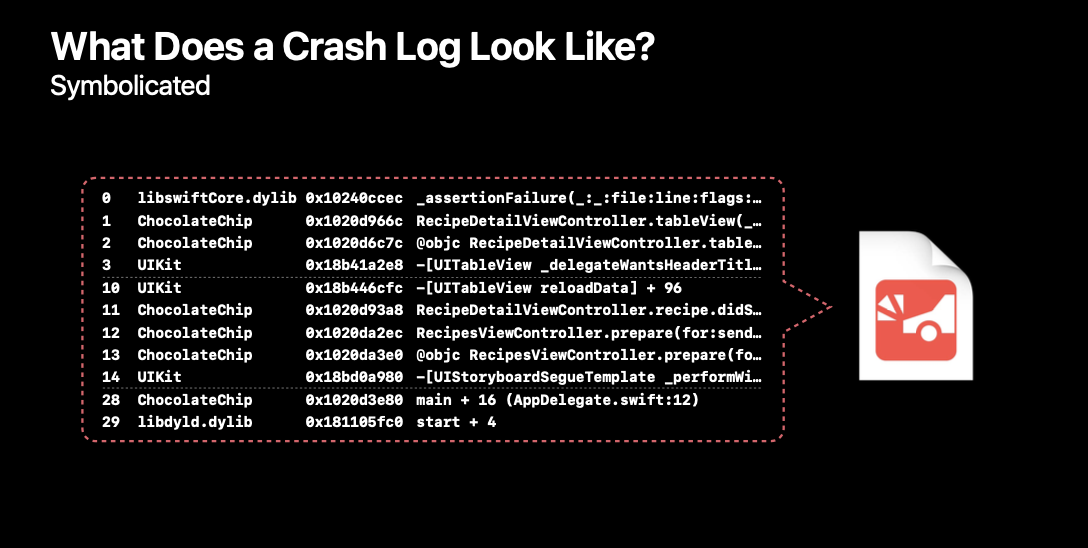 What Does a Crash Log Look Like?
Symbolicated
0 libswiftCore.dylib 0x10240ccec _assertionFailure(_:_:file:line:flags:…
1 ChocolateChip 0x1020d966c RecipeDetailViewController.tableView(_…
2 ChocolateChip 0x1020d6c7c @objc RecipeDetailViewController.table…
3 UIKit 0x18b41a2e8 -[UITableView _delegateWantsHeaderTitl…
10 UIKit 0x18b446cfc -[UITableView reloadData] + 96
11 ChocolateChip 0x1020d93a8 RecipeDetailViewController.recipe.didS…
12 ChocolateChip 0x1020da2ec RecipesViewController.prepare(for:send…
13 ChocolateChip 0x1020da3e0 @objc RecipesViewController.prepare(fo…
14 UIKit 0x18bd0a980 -[UIStoryboardSegueTemplate _performWi…
28 ChocolateChip 0x1020d3e80 main + 16 (AppDelegate.swift:12)
29 libdyld.dylib 0x181105fc0 start + 4